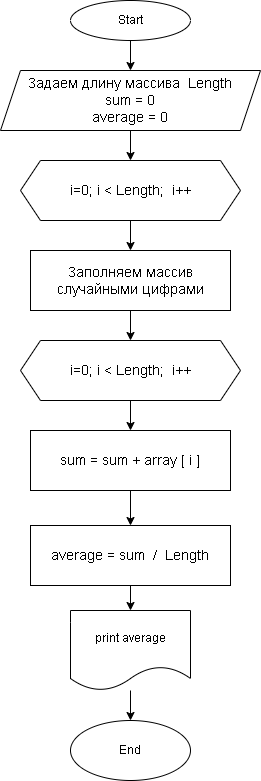 Start
Задаем длину массива Length
sum = 0
average = 0
i=0; i < Length; i++
Заполняем массив
случайными цифрами
i=0; i < Length; i++
sum = sum + array [ i ]
average = sum / Length
print average
End